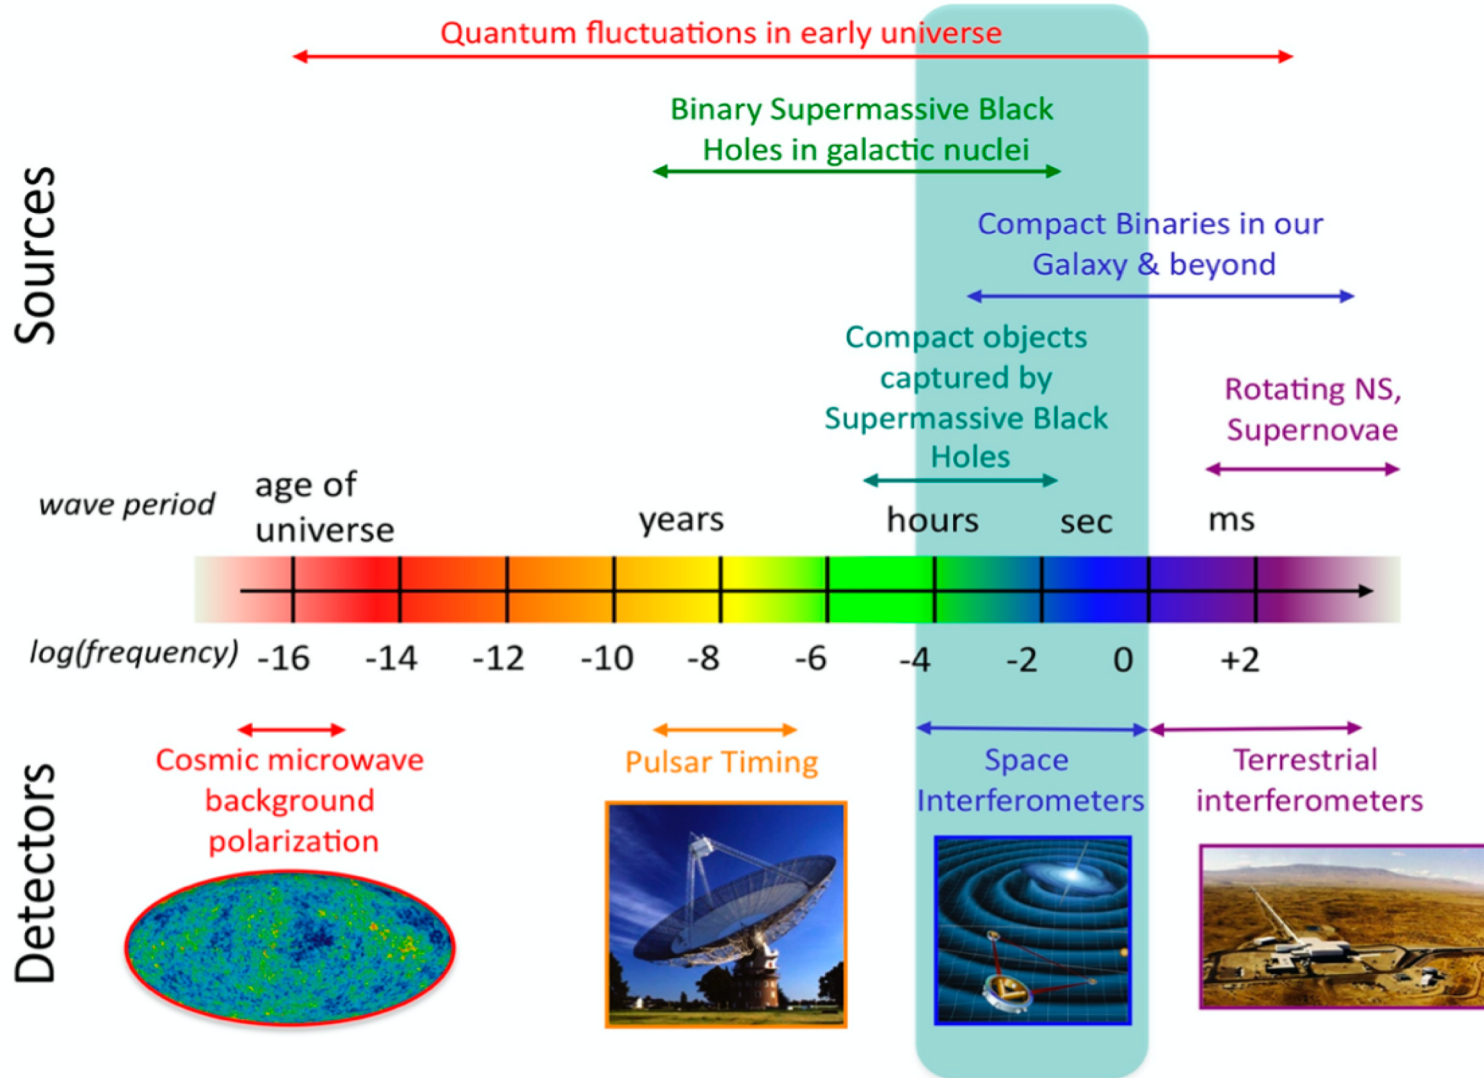 Quantum fluctuations in early universe
Binary Supermassive Black
Holes in galactic nuclei
Compact Binaries in our
Galaxy & beyond
Compact objects
captured by
Supermassive Black
Holes
Rotating NS,
Supernovae
Sources
wave period
age of
universe
years
hours
sec
ms
log(frequency)
-16
-14
-12
-10
-8
-6
-4
-2
0
+2
Detectors
Cosmic microwave
background
polarization
Pulsar Timing
Space
Interferometers
Terrestrial
interferometers